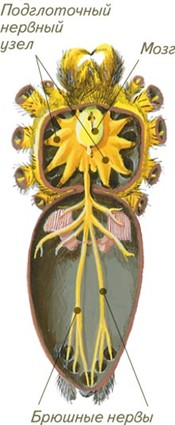 Подглоточный
нервный
узел
Мозг
Брюшные нервы